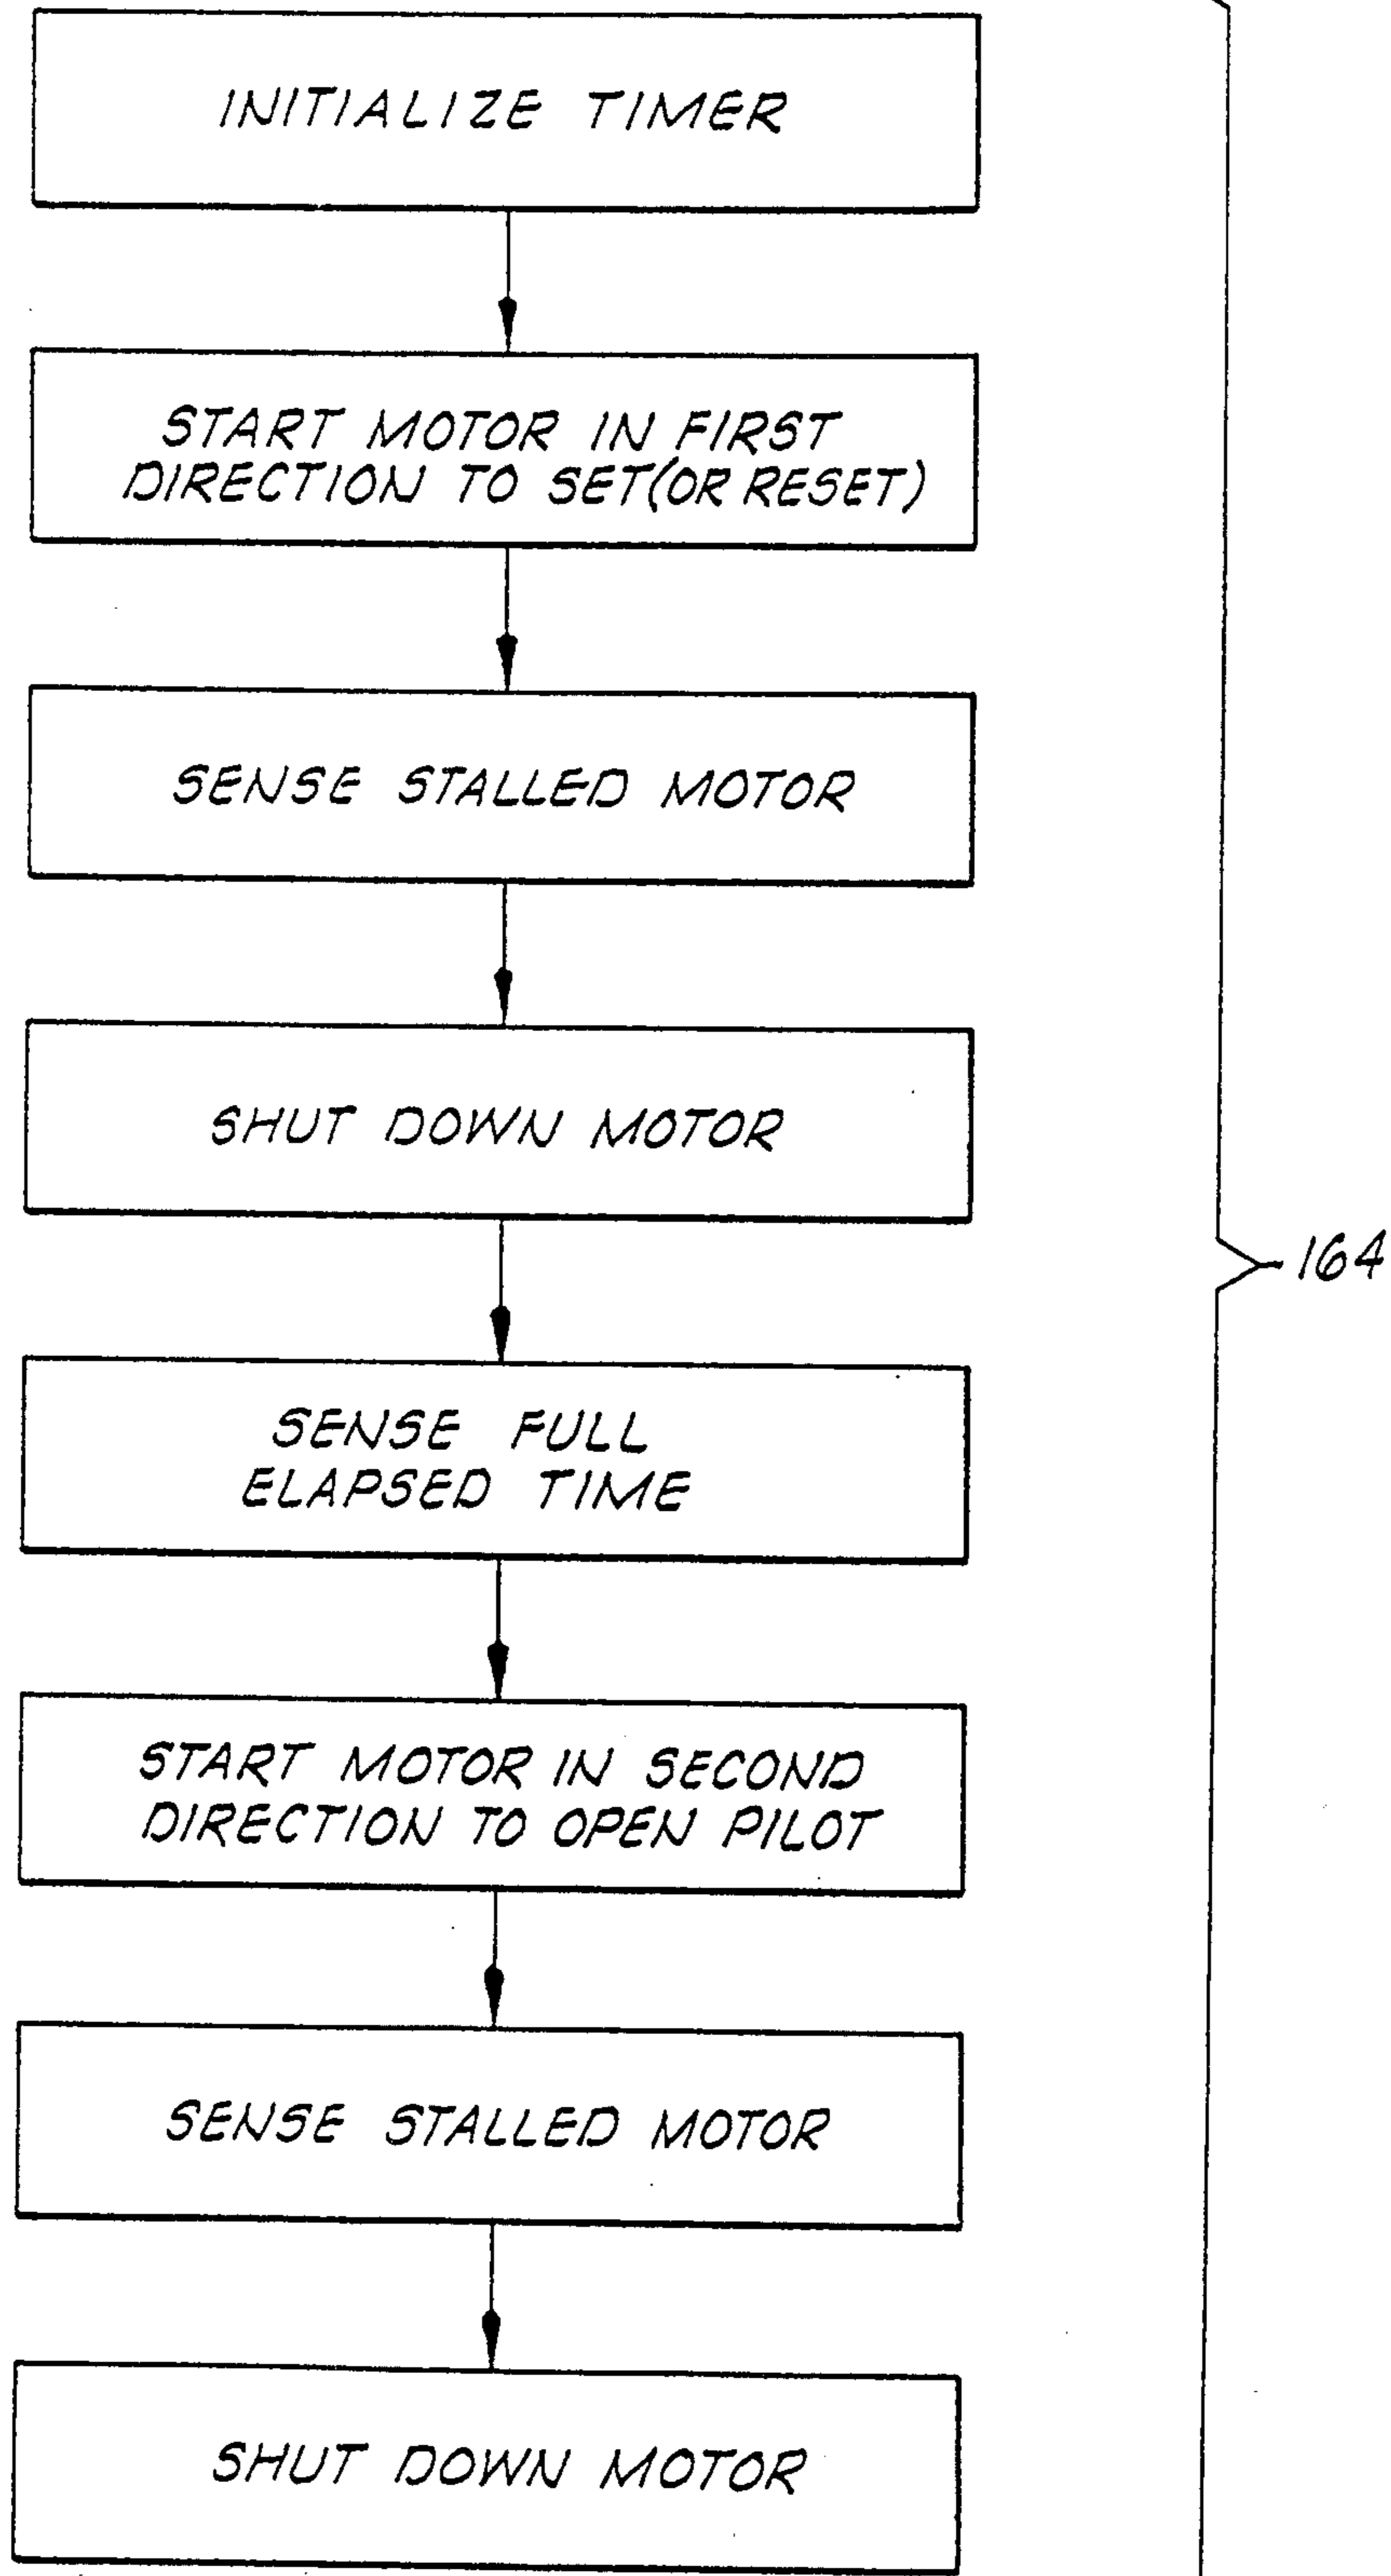 INITIALIZE TIMER
START MOTOR IN FIRST
DIRECTION TO SET(OR RESET)
SENSE STALLED MOTOR
SHUT DOWN MOTOR
164
SENSE FULL
ELAPSED TIME
START MOTOR IN SECOND
DIRECTION TO OPEN PILOT
SENSE STALLED MOTOR
SHUT DOWN MOTOR